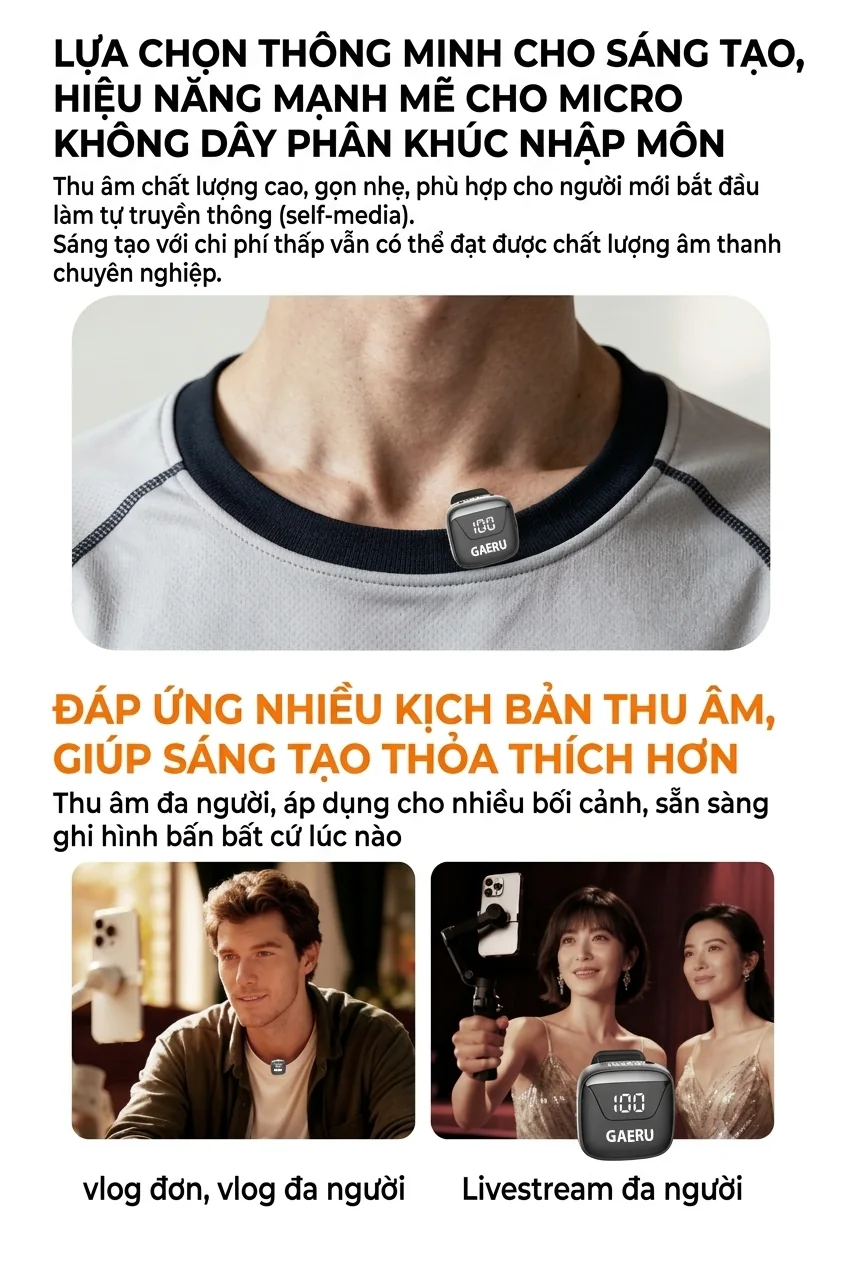 LỰA CHỌN THÔNG MINH CHO SÁNG TẠO,
HIỆU NĂNG MẠNH MẼ CHO MICRO
KHÔNG DÂY PHÂN KHÚC NHẬP MÔN
Thu âm chất lượng cao, gọn nhẹ, phù hợp cho người mới bắt đầu
làm tự truyền thông (self-media).
Sáng tạo với chi phí thấp vẫn có thể đạt được chất lượng âm thanh
chuyên nghiệp.
100
GAERU
ĐÁP ỨNG NHIỀU KỊCH BẢN THU ÂM,
GIÚP SÁNG TẠO THỎA THÍCH HƠN
Thu âm đa người, áp dụng cho nhiều bối cảnh, sẵn sàng
ghi hình bấn bất cứ lúc nào
100
GAERU
vlog đơn, vlog đa người
Livestream đa người